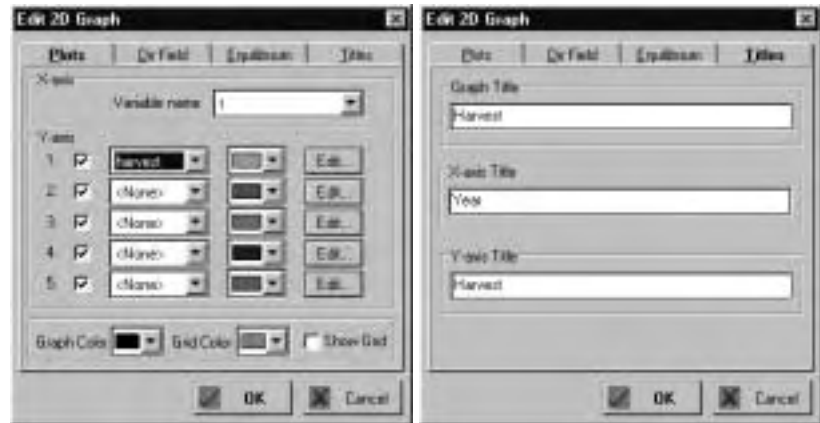 Edit 2D Graph
Plots Dir Field Equilibrium Titles
X-axis
Variable name t
Y-axis
1 harvest Edit...
2 <None> Edit...
3 <None> Edit...
4 <None> Edit...
5 <None> Edit...
Graph Color Grid Color Show Grid
OK Cancel
Edit 2D Graph
Plots Dir Field Equilibrium Titles
Graph Title
Harvest
X-axis Title
Year
Y-axis Title
Harvest
OK Cancel